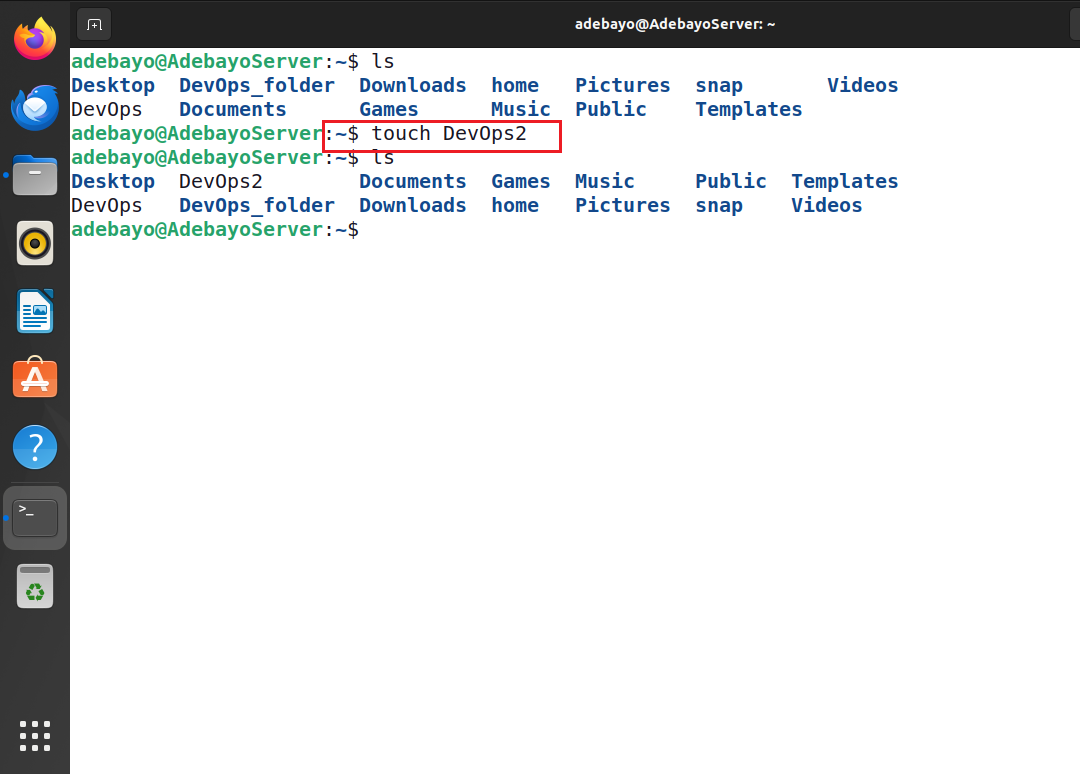 adebayo@AdebayoServer: ~
adebayo@AdebayoServer:~$ ls
Desktop  DevOps_folder  Downloads  home   Pictures  snap       Videos
DevOps   Documents      Games      Music  Public    Templates
adebayo@AdebayoServer:~$ touch DevOps2
adebayo@AdebayoServer:~$ ls
Desktop  DevOps2        Documents  Games  Music     Public  Templates
DevOps   DevOps_folder  Downloads  home   Pictures  snap    Videos
adebayo@AdebayoServer:~$